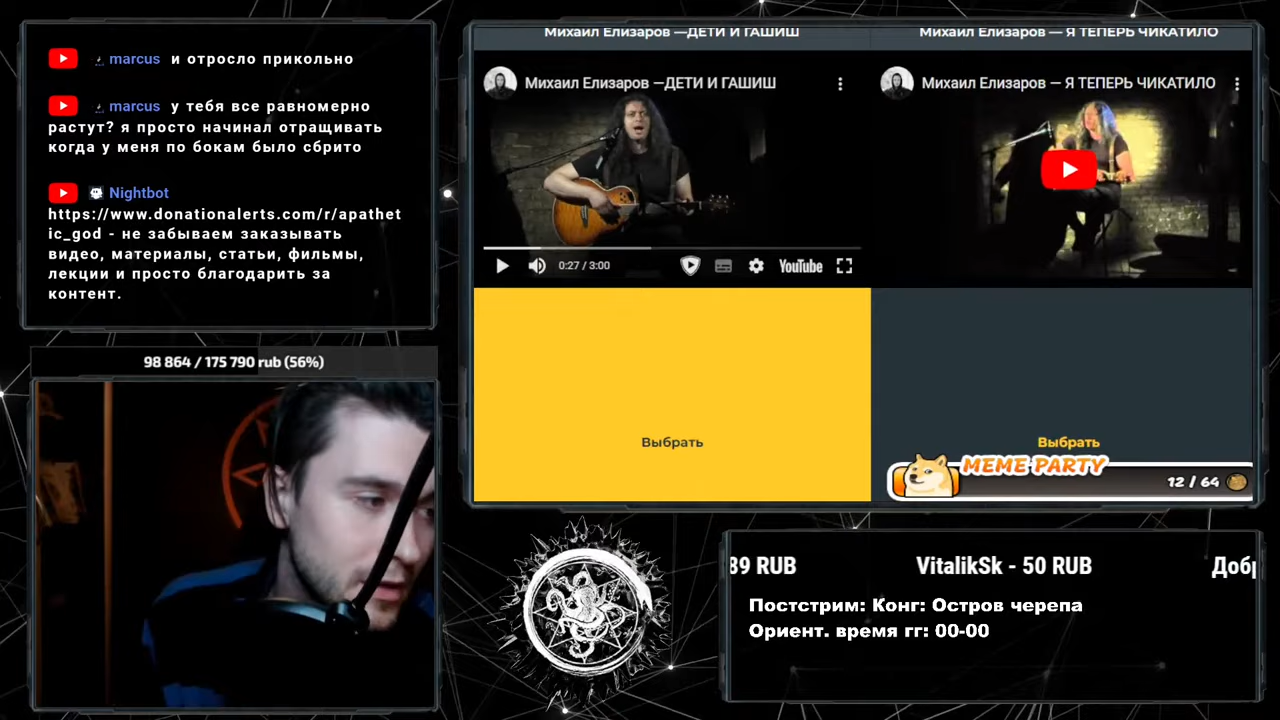 marcus и отросло прикольно
marcus у тебя все равномерно
растут? я просто начинал отращивать
когда у меня по бокам было сбрито
Nightbot
https://www.donationalerts.com/r/apathet
ic_god - не забываем заказывать
видео, материалы, статьи, фильмы,
лекции и просто благодарить за
контент.
98 864 / 175 790 rub (56%)
Михаил Елизаров —ДЕТИ И ГАШИШ
Михаил Елизаров — Я ТЕПЕРЬ ЧИКАТИЛО
Михаил Елизаров —ДЕТИ И ГАШИШ
Михаил Елизаров — Я ТЕПЕРЬ ЧИКАТИЛО
0:27 / 3:00
YouTube
Выбрать
Выбрать
MEME PARTY
12 / 64
89 RUB
VitalikSk - 50 RUB
Постстрим: Конг: Остров черепа
Ориент. время гг: 00-00